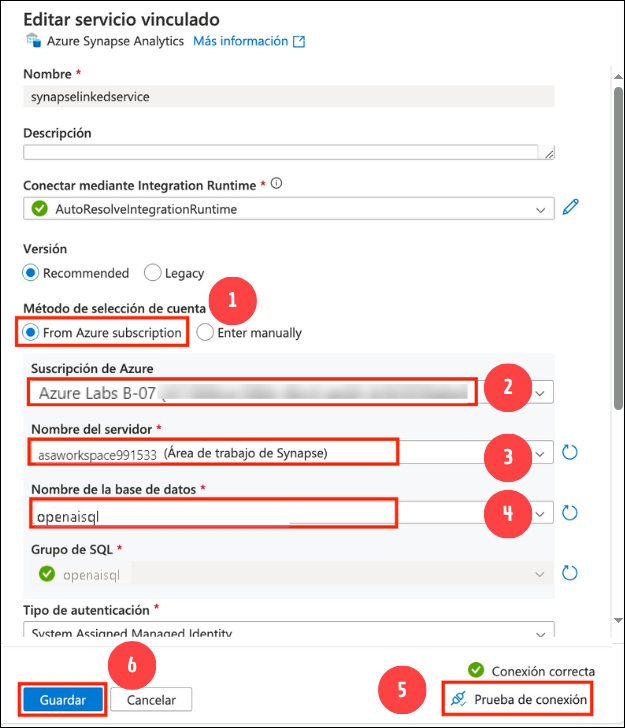 Editar servicio vinculado
Azure Synapse Analytics Más información
Nombre *
synapselinkedservice
Descripción
Conectar mediante Integration Runtime *
AutoResolveIntegrationRuntime
Versión
Recommended Legacy
1
Método de selección de cuenta
From Azure subscription Enter manually
Suscripción de Azure
Azure Labs B-07 2
Nombre del servidor *
asaworkspace991533 (Área de trabajo de Synapse) 3
Nombre de la base de datos *
openaisql 4
Grupo de SQL *
openaisql
Tipo de autenticación *
System Assigned Managed Identity
6
Conexión correcta
5
Guardar Cancelar Prueba de conexión